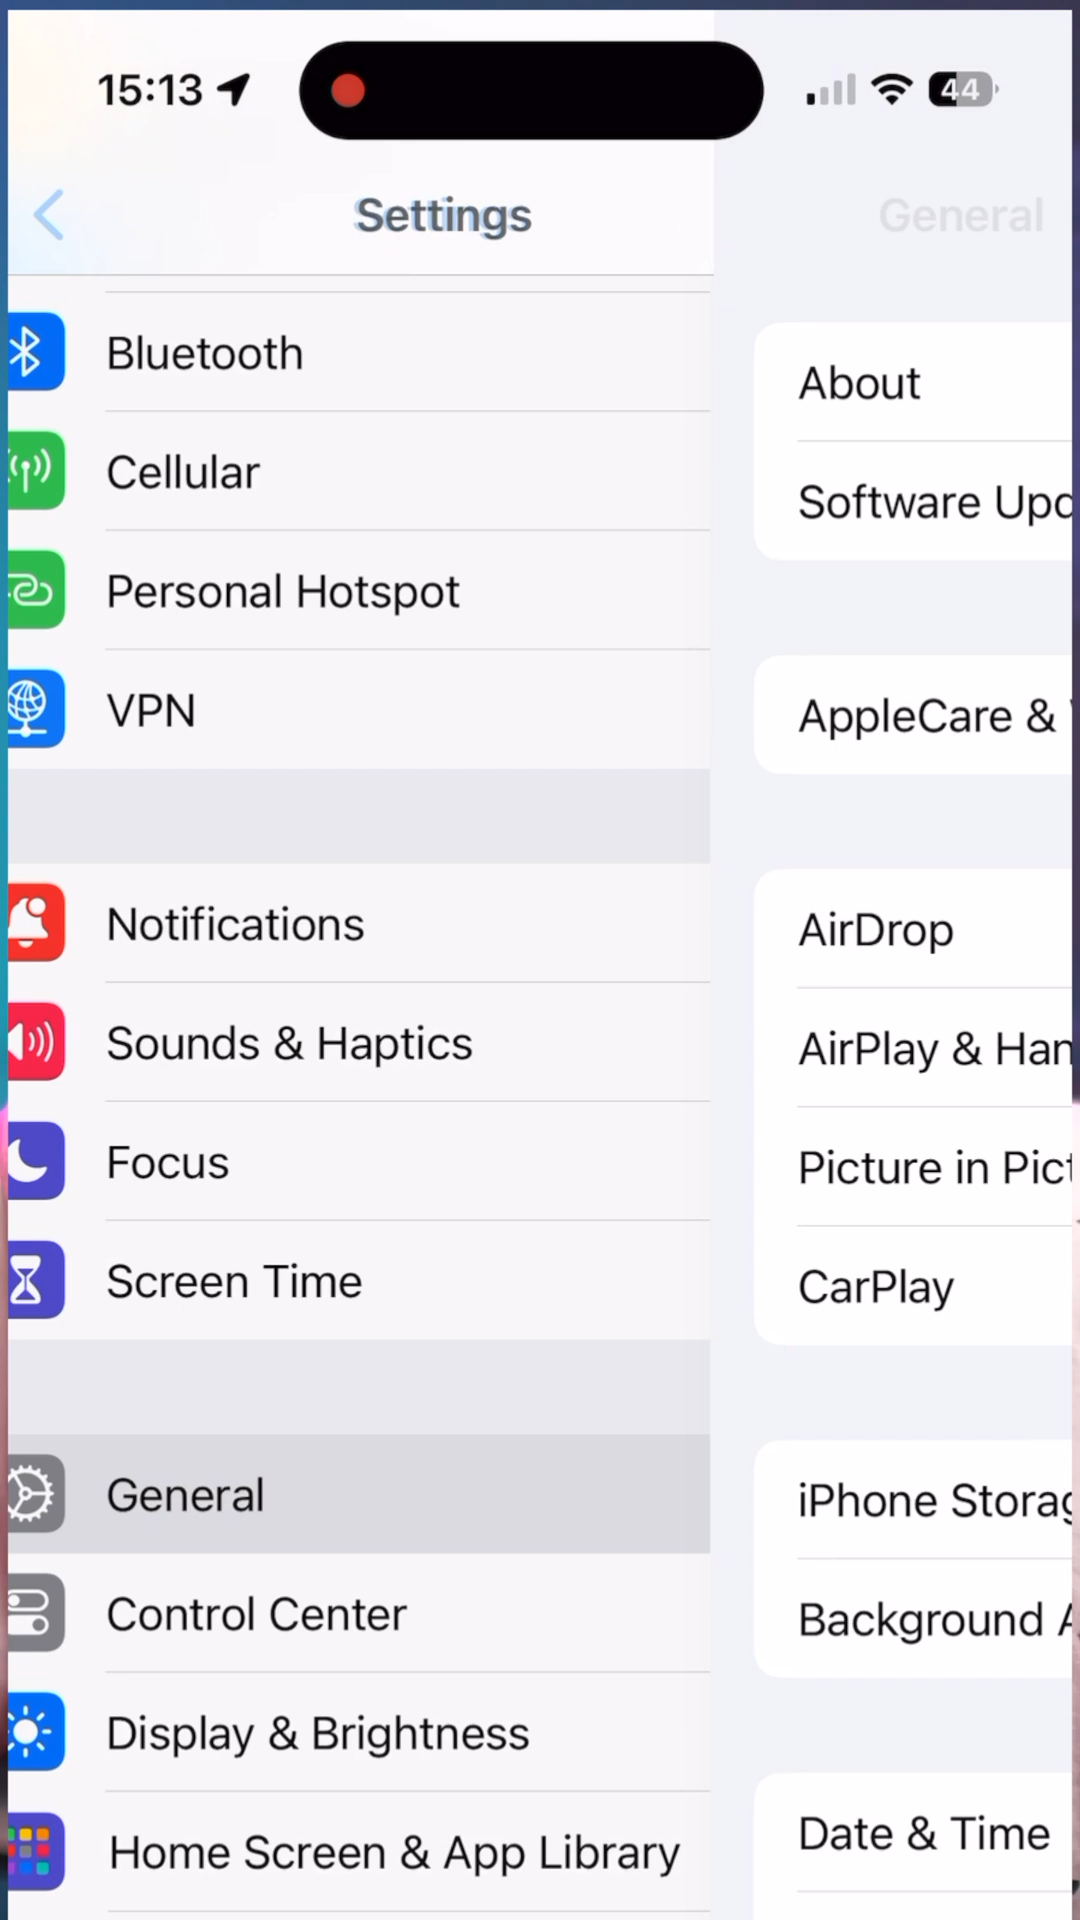 15:13
44
Settings
General
Bluetooth
Cellular
Personal Hotspot
VPN
Notifications
Sounds & Haptics
Focus
Screen Time
General
Control Center
Display & Brightness
Home Screen & App Library
About
Software Upd
AppleCare &
AirDrop
AirPlay & Han
Picture in Pict
CarPlay
iPhone Storag
Background A
Date & Time